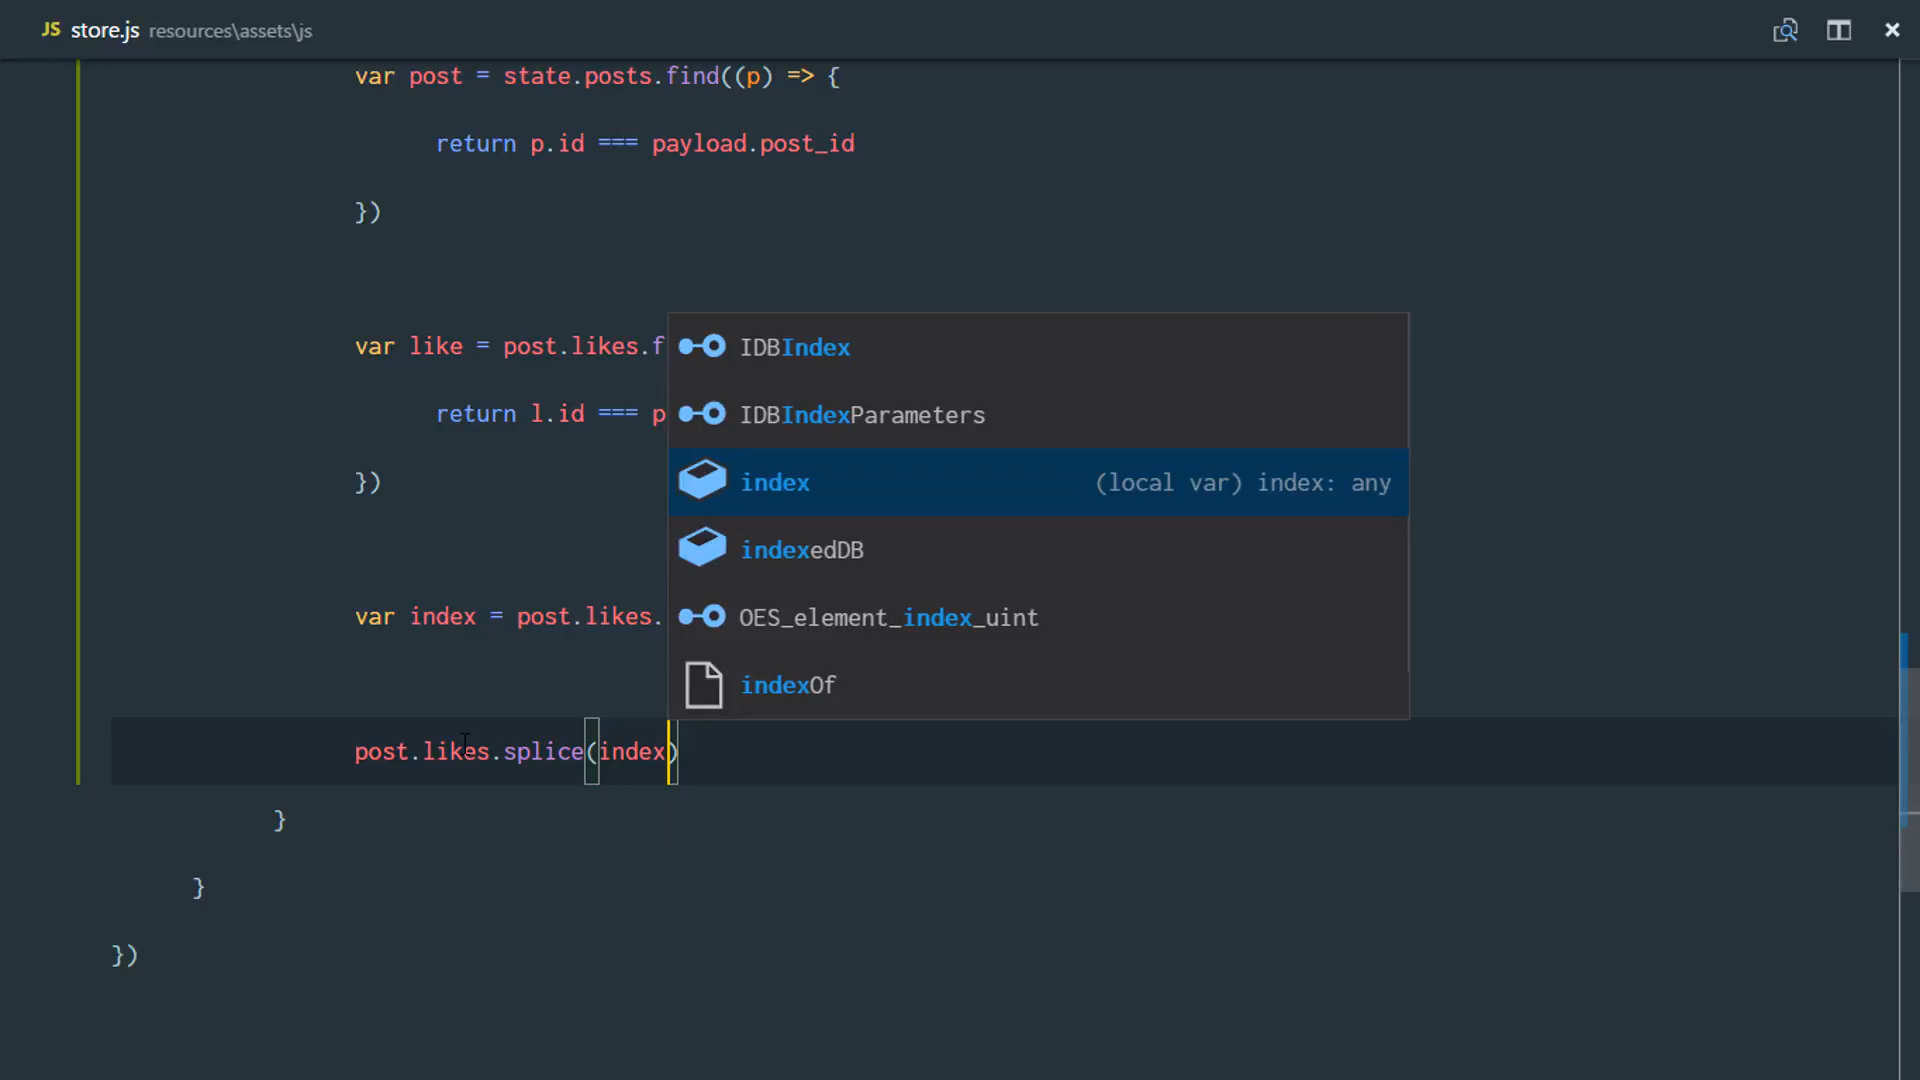 JS store.js resources\assets\js
var post = state.posts.find((p) => {
return p.id === payload.post_id
})
var like = post.likes.f
return l.id === p
})
var index = post.likes.
IDBIndex
IDBIndexParameters
index (local var) index: any
indexedDB
OES_element_index_uint
indexOf
post.likes.splice(index)
}
}
})